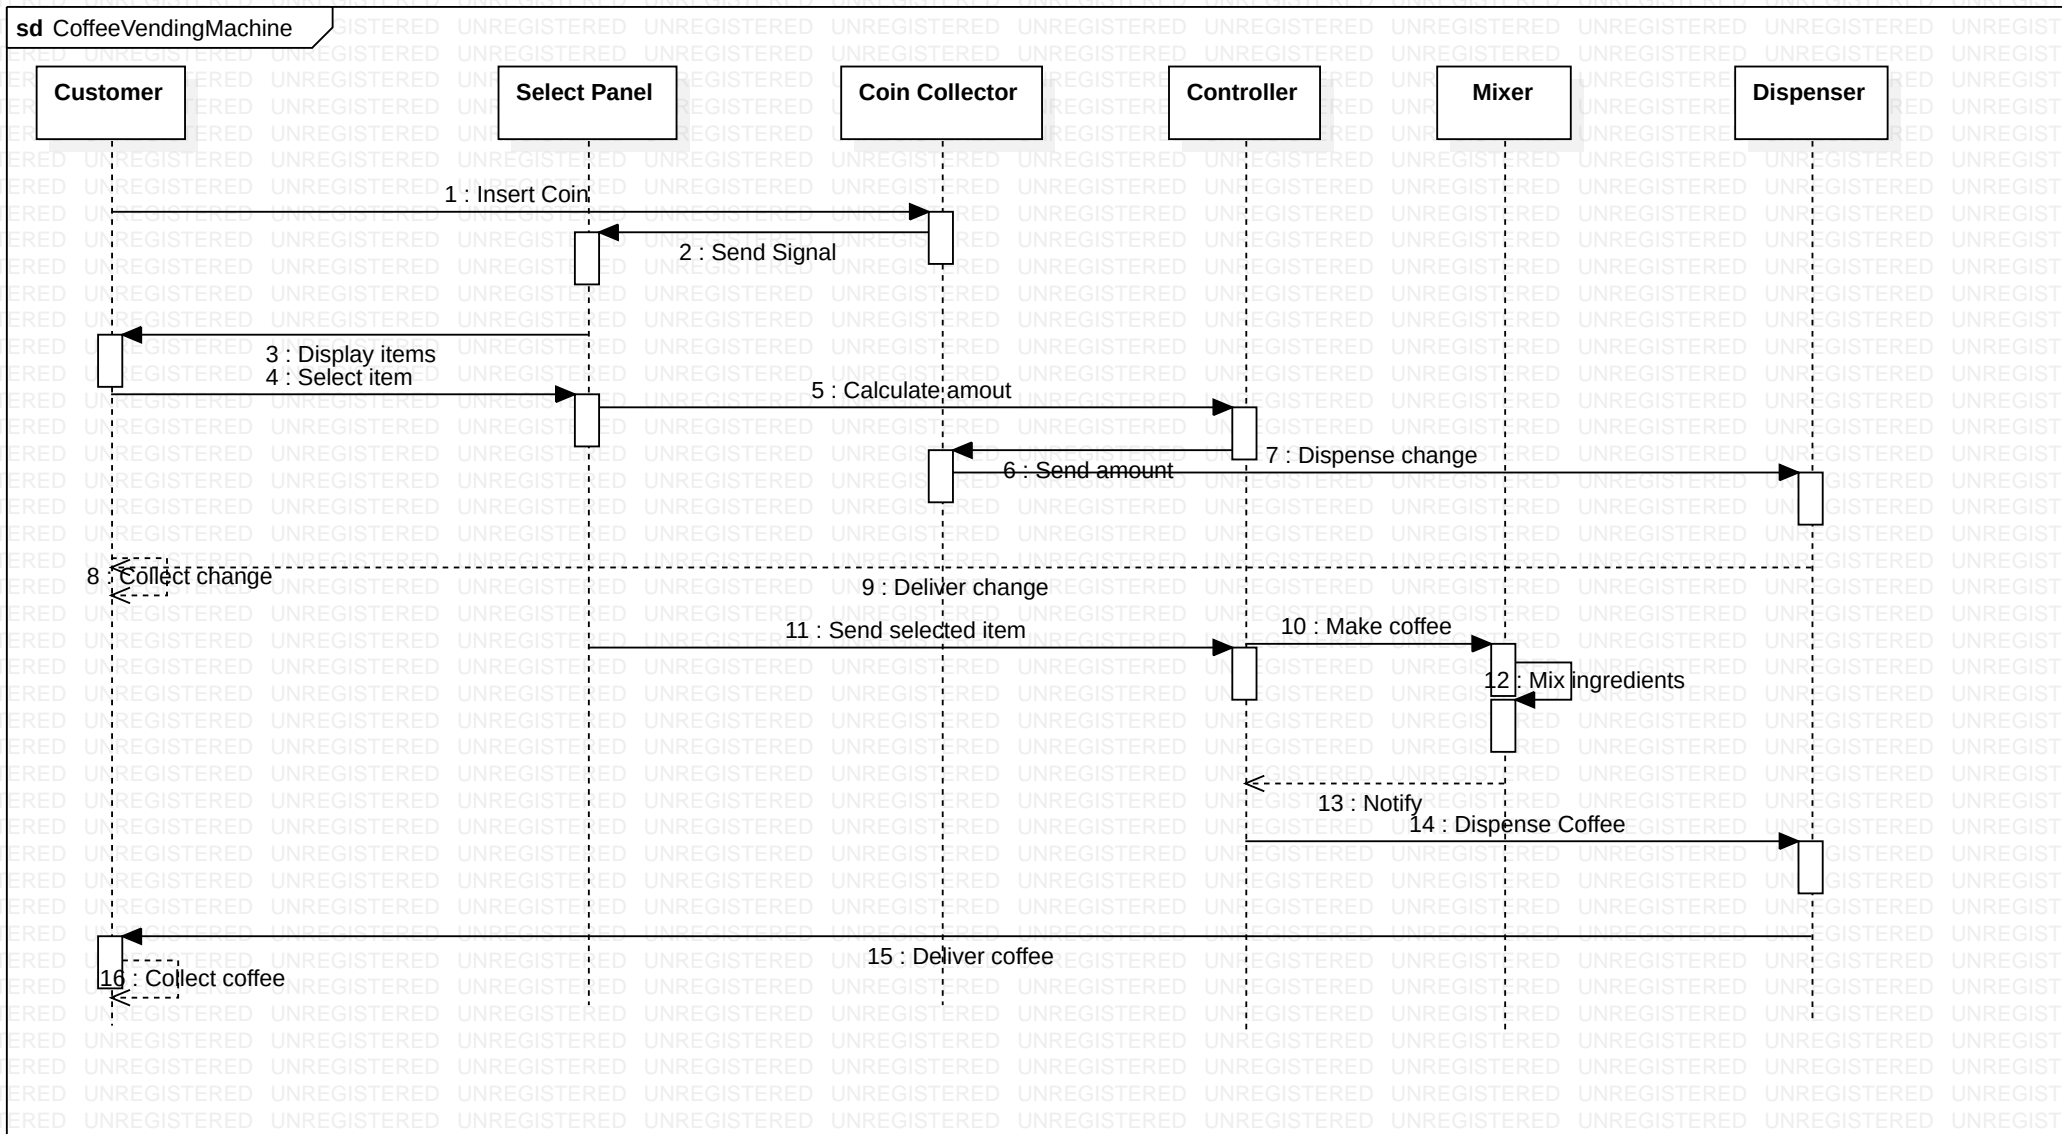 sd CoffeeVendingMachine
Customer
Select Panel
Coin Collector
Controller
Mixer
Dispenser
1 : Insert Coin
2 : Send Signal
3 : Display items
4 : Select item
5 : Calculate amout
6 : Send amount
7 : Dispense change
8 : Collect change
9 : Deliver change
11 : Send selected item
10 : Make coffee
12 : Mix ingredients
13 : Notify
14 : Dispense Coffee
15 : Deliver coffee
16 : Collect coffee
UNREGISTERED